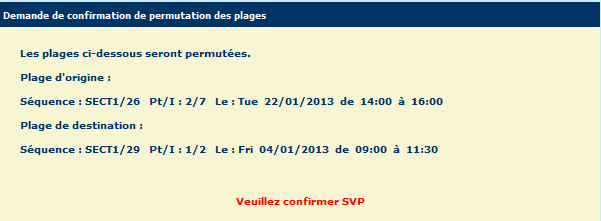 Demande de confirmation de permutation des plages
Les plages ci-dessous seront permutées.
Plage d'origine :
Séquence : SECT1/26 Pt/I : 2/7 Le : Tue 22/01/2013 de 14:00 à 16:00
Plage de destination :
Séquence : SECT1/29 Pt/I : 1/2 Le : Fri 04/01/2013 de 09:00 à 11:30
Veuillez confirmer SVP